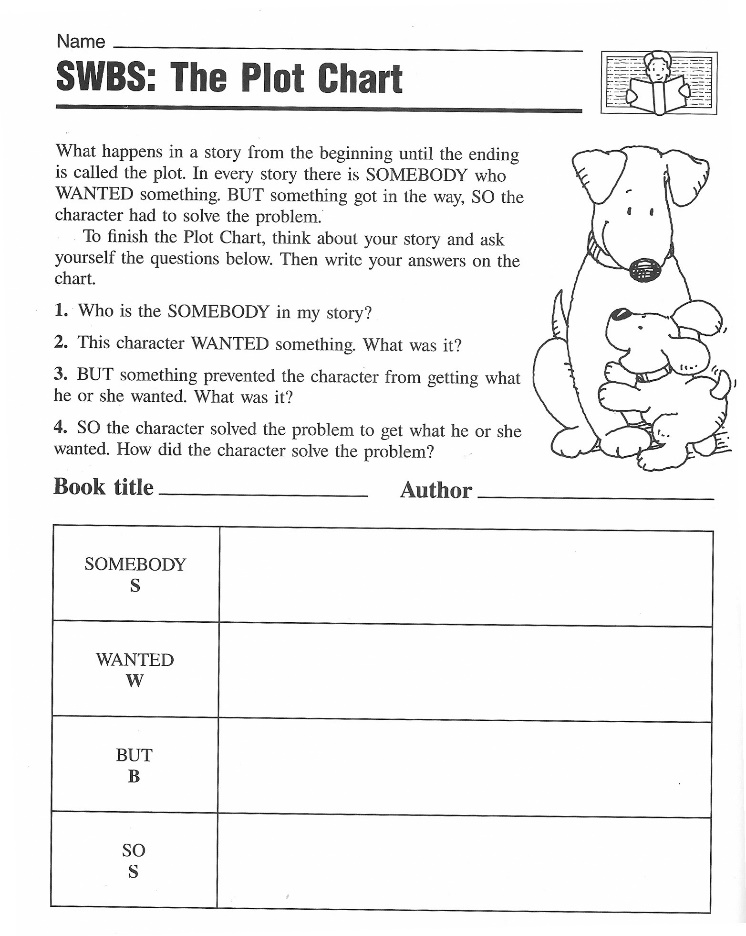 Name
SWBS: The Plot Chart
What happens in a story from the beginning until the ending
is called the plot. In every story there is SOMEBODY who
WANTED something. BUT something got in the way, SO the
character had to solve the problem.
To finish the Plot Chart, think about your story and ask
yourself the questions below. Then write your answers on the
chart.
1. Who is the SOMEBODY in my story?
2. This character WANTED something. What was it?
3. BUT something prevented the character from getting what
he or she wanted. What was it?
4. SO the character solved the problem to get what he or she
wanted. How did the character solve the problem?
Book title Author
SOMEBODY
S
WANTED
W
BUT
B
SO
S